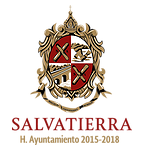 SALVATIERRA
H. Ayuntamiento 2015-2018